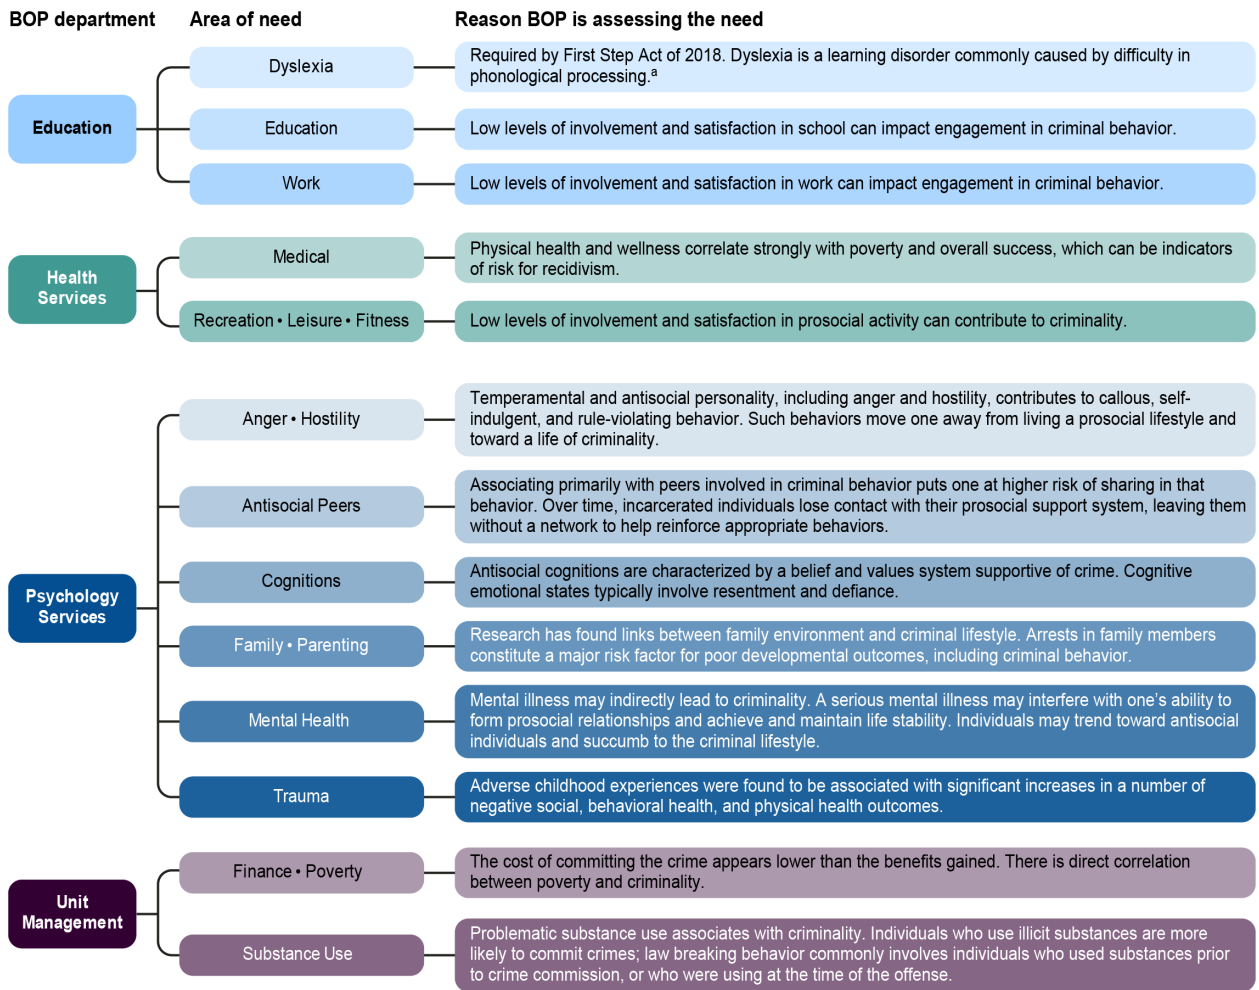 BOP department Area of need Reason BOP is assessing the need
Education
Dyslexia
Required by First Step Act of 2018. Dyslexia is a learning disorder commonly caused by difficulty in
phonological processing.a
Education
Low levels of involvement and satisfaction in school can impact engagement in criminal behavior.
Work
Low levels of involvement and satisfaction in work can impact engagement in criminal behavior.
Health
Services
Medical
Physical health and wellness correlate strongly with poverty and overall success, which can be indicators
of risk for recidivism.
Recreation • Leisure • Fitness
Low levels of involvement and satisfaction in prosocial activity can contribute to criminality.
Psychology
Services
Anger • Hostility
Temperamental and antisocial personality, including anger and hostility, contributes to callous, self-
indulgent, and rule-violating behavior. Such behaviors move one away from living a prosocial lifestyle and
toward a life of criminality.
Antisocial Peers
Associating primarily with peers involved in criminal behavior puts one at higher risk of sharing in that
behavior. Over time, incarcerated individuals lose contact with their prosocial support system, leaving them
without a network to help reinforce appropriate behaviors.
Cognitions
Antisocial cognitions are characterized by a belief and values system supportive of crime. Cognitive
emotional states typically involve resentment and defiance.
Family • Parenting
Research has found links between family environment and criminal lifestyle. Arrests in family members
constitute a major risk factor for poor developmental outcomes, including criminal behavior.
Mental Health
Mental illness may indirectly lead to criminality. A serious mental illness may interfere with one’s ability to
form prosocial relationships and achieve and maintain life stability. Individuals may trend toward antisocial
individuals and succumb to the criminal lifestyle.
Trauma
Adverse childhood experiences were found to be associated with significant increases in a number of
negative social, behavioral health, and physical health outcomes.
Unit
Management
Finance • Poverty
The cost of committing the crime appears lower than the benefits gained. There is direct correlation
between poverty and criminality.
Substance Use
Problematic substance use associates with criminality. Individuals who use illicit substances are more
likely to commit crimes; law breaking behavior commonly involves individuals who used substances prior
to crime commission, or who were using at the time of the offense.